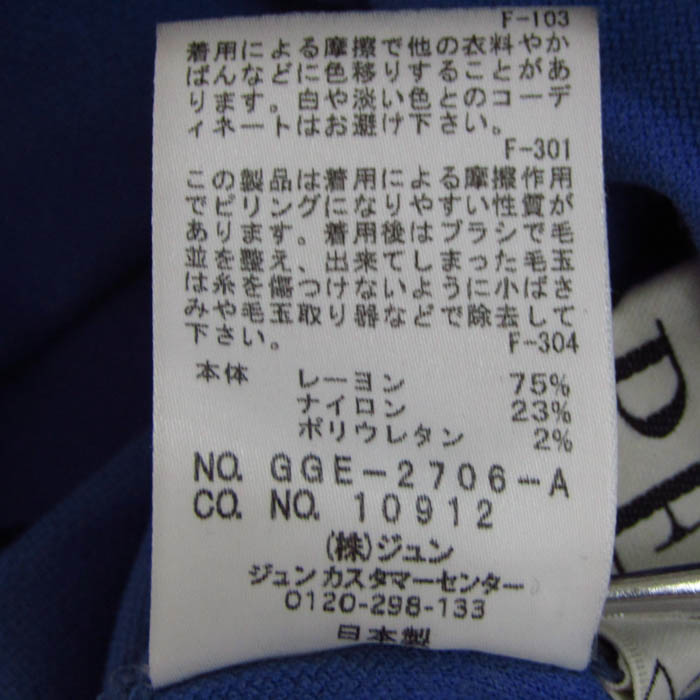 F-103
着用による摩擦で他の衣料やか
ばんなどに色移りすることがあ
ります。白や淡い色とのコーデ
ィネートはお避け下さい。
F-301
この製品は着用による摩擦作用
でピリングになりやすい性質が
あります。着用後はブラシで毛
並みを整え、出来てしまった毛玉
は糸を傷つけないように小ばさ
みや毛玉取り器などで除去して
下さい。
F-304
本体 レーヨン 75%
ナイロン 23%
ポリウレタン 2%
NO. GGE-2706-A
CO. NO. 10912
(株)ジュン
ジュン カスタマーセンター
0120-298-133
日本製